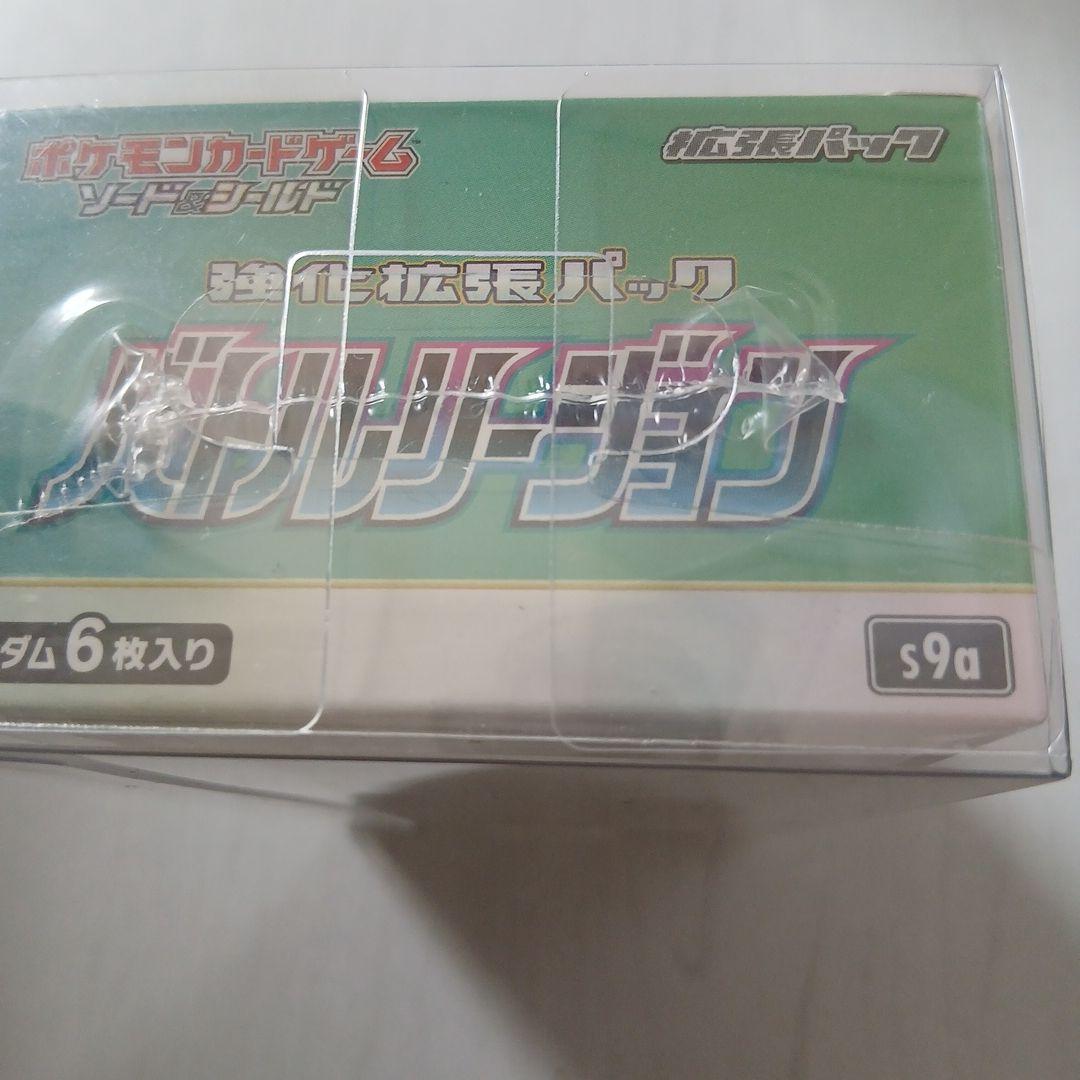 ポケモンカードゲーム
ソード&シールド
拡張パック
強化拡張パック
バトルリージョン
ダム6枚入り
s9a